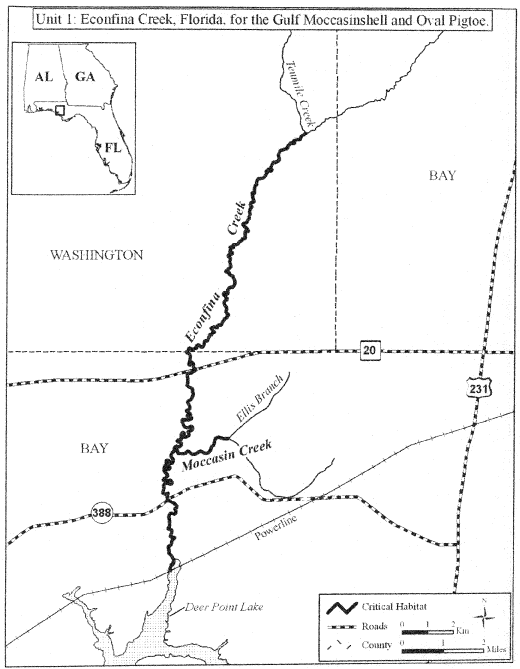 Unit 1: Econfina Creek, Florida, for the Gulf Moccasinshell and Oval Pigtoe.
AL
GA
FL
Tenmile Creek
BAY
WASHINGTON
Econfina Creek
20
231
Ellis Branch
BAY
Moccasin Creek
388
Powerline
Deer Point Lake
Critical Habitat
Roads
0 1 2
Km
County
0 1 2
Miles
N